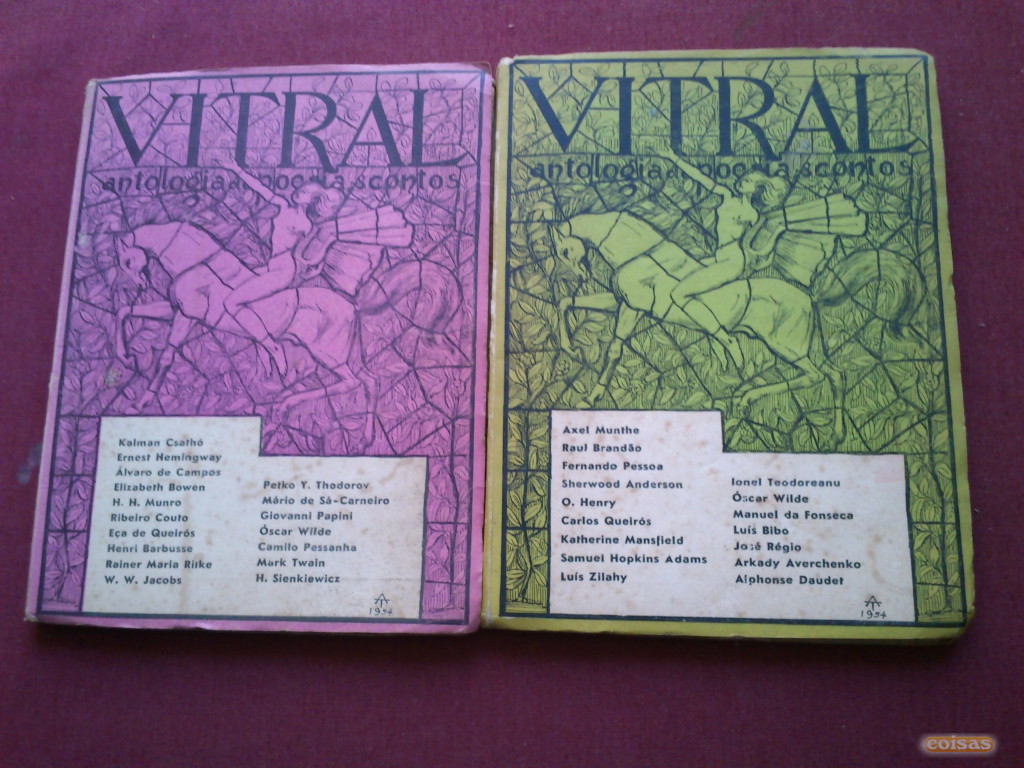 VITRAL
antologia de poesia e contos
Kalman Csathó
Ernest Hemingway
Álvaro de Campos
Elizabeth Bowen
H. H. Munro
Ribeiro Couto
Eça de Queirós
Henri Barbusse
Rainer Maria Rilke
W. W. Jacobs
Petko Y. Thodorov
Mário de Sá-Carneiro
Giovanni Papini
Óscar Wilde
Camilo Pessanha
Mark Twain
H. Sienkiewicz
1954
VITRAL
antologia de poesia e contos
Axel Munthe
Raul Brandão
Fernando Pessoa
Sherwood Anderson
O. Henry
Carlos Queirós
Katherine Mansfield
Samuel Hopkins Adams
Luís Zilahy
Ionel Teodoreanu
Óscar Wilde
Manuel da Fonseca
Luís Bibo
José Régio
Arkady Averchenko
Alphonse Daudet
1954
coisas